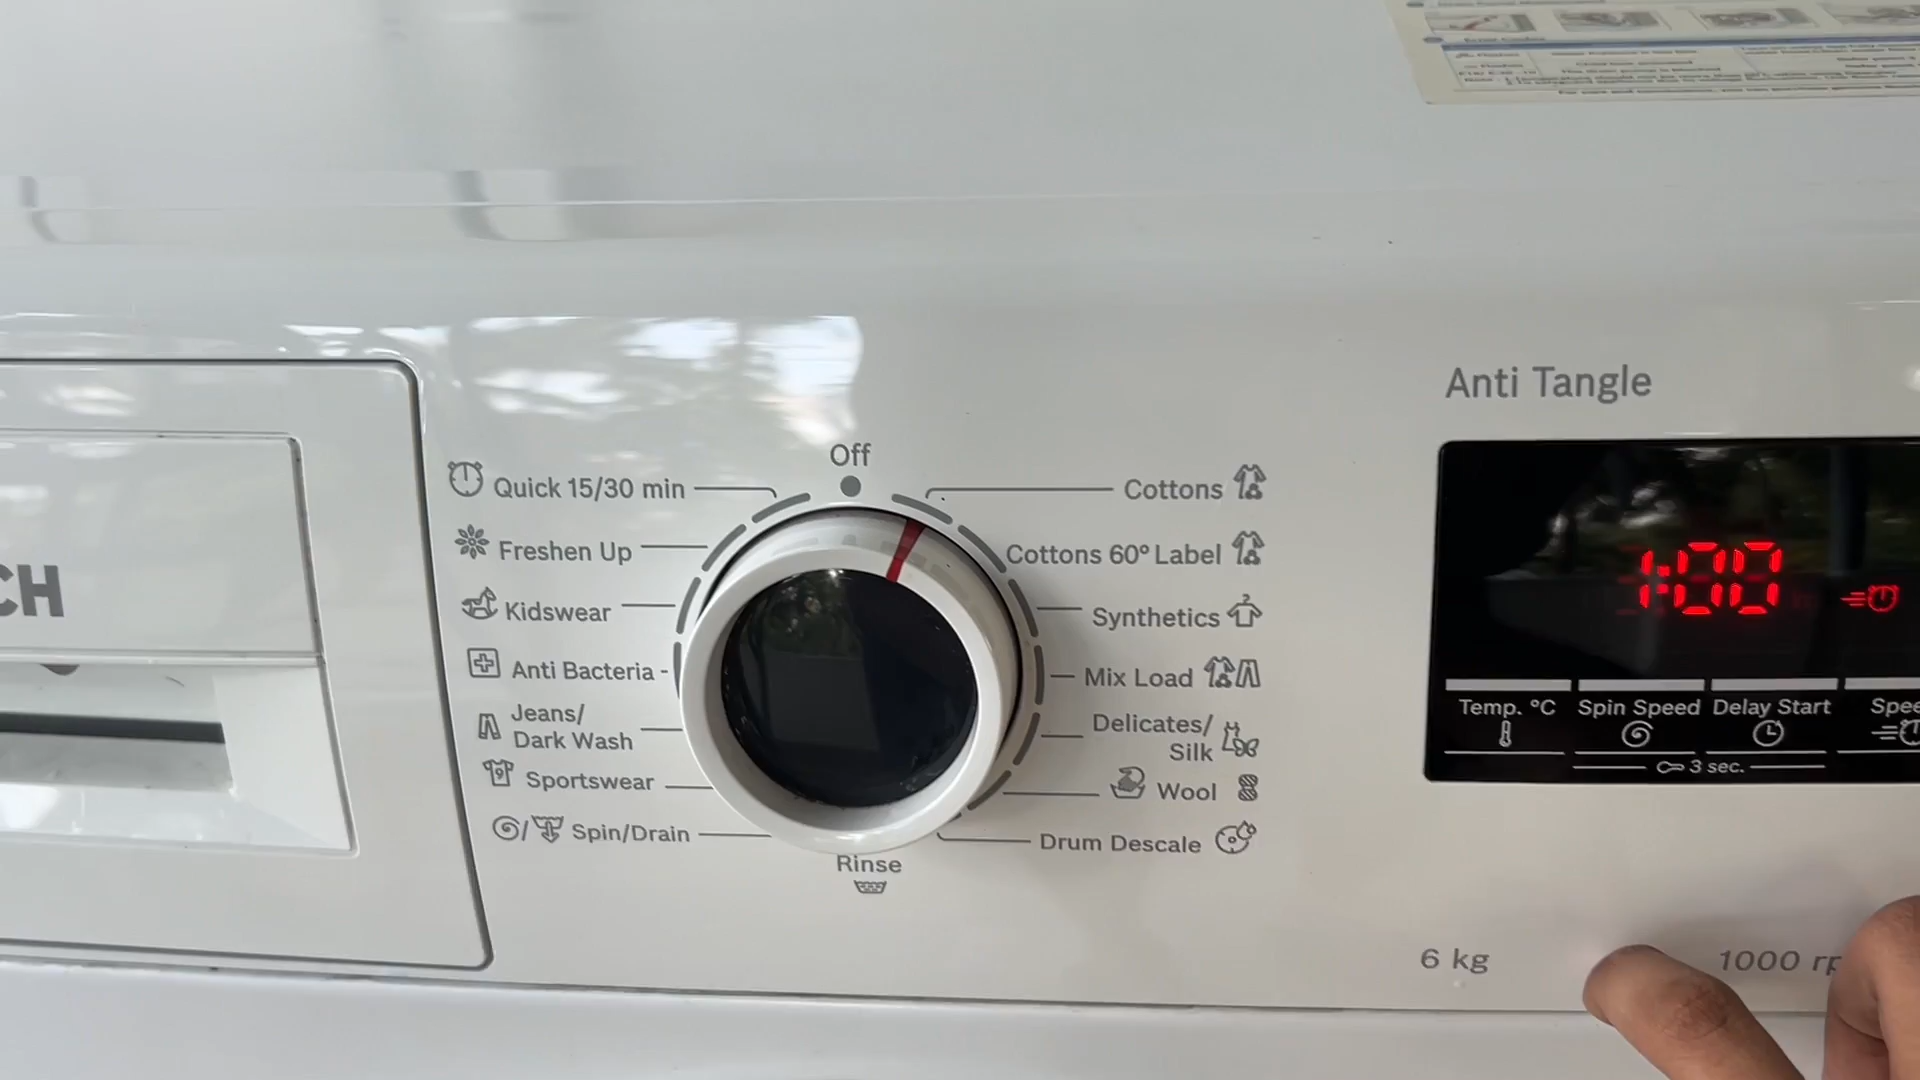 CH
Off
Quick 15/30 min
Freshen Up
Kidswear
Anti Bacteria
Jeans/
Dark Wash
Sportswear
Spin/Drain
Rinse
Cottons
Cottons 60° Label
Synthetics
Mix Load
Delicates/
Silk
Wool
Drum Descale
Anti Tangle
1:00
Temp. °C
Spin Speed
Delay Start
Spee
3 sec.
6 kg
1000 rp